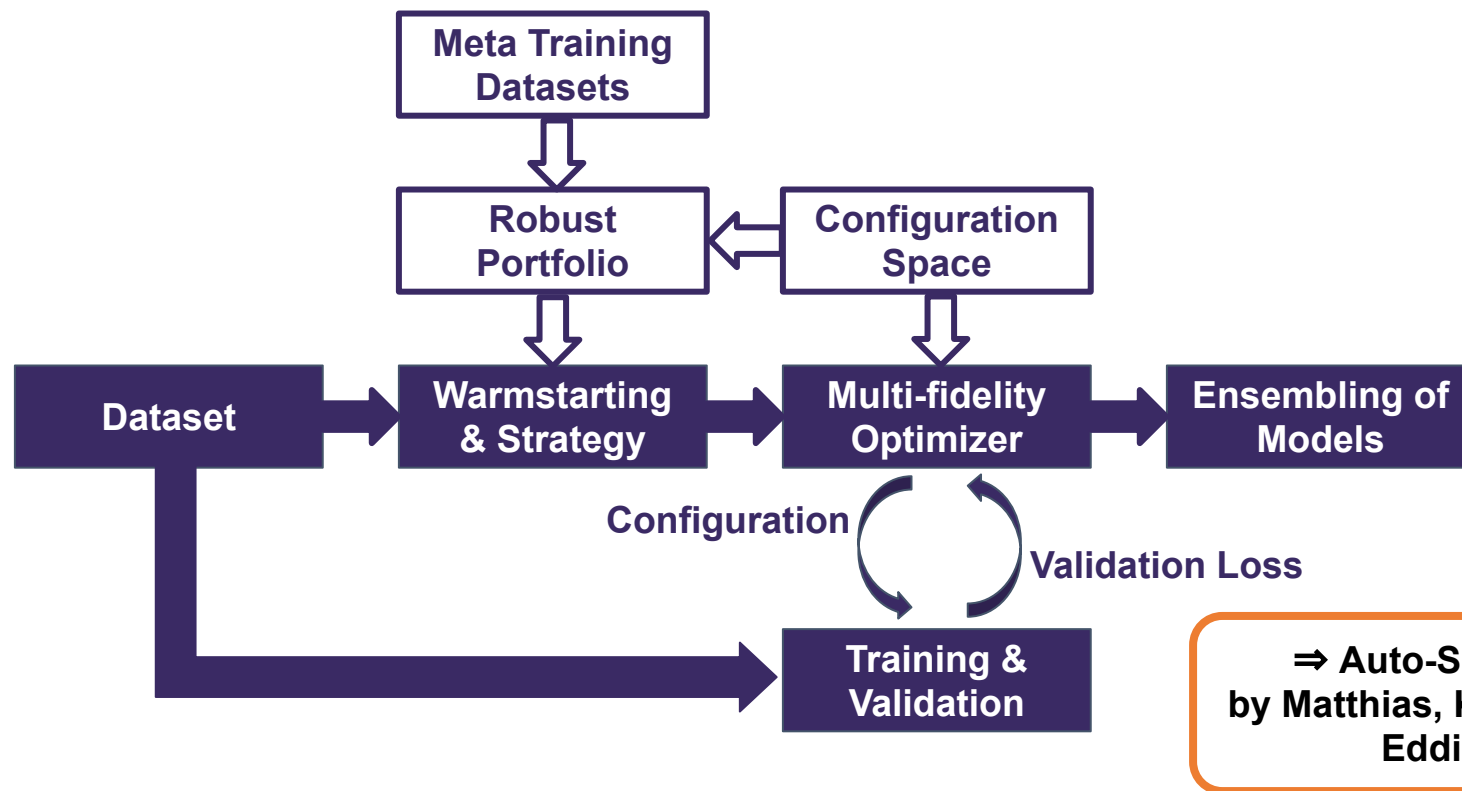 Meta Training
Datasets
Robust
Portfolio
Configuration
Space
Dataset
Warmstarting
& Strategy
Multi-fidelity
Optimizer
Ensembling of
Models
Configuration
Validation Loss
Training &
Validation
⇒ Auto-S
by Matthias,
Eddi